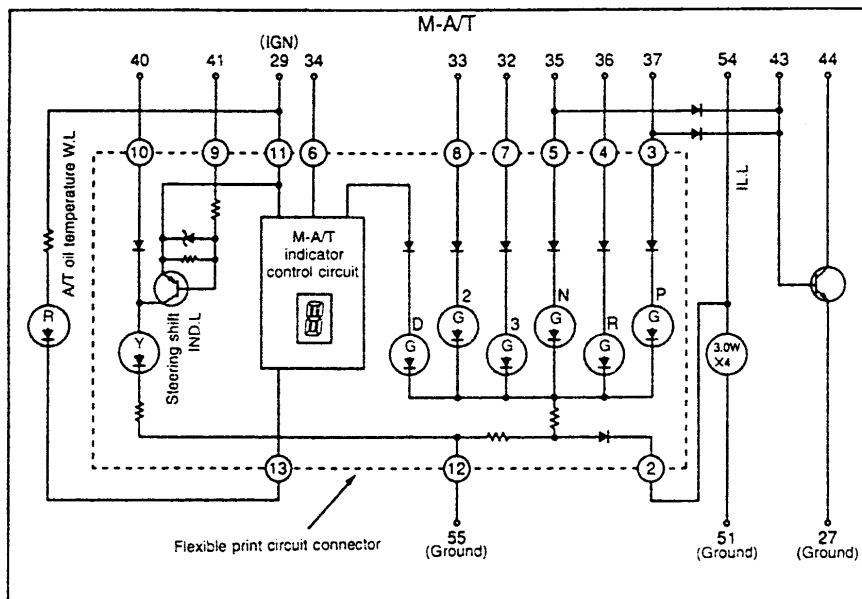 M-A/T
40 41 (IGN) 29 34 33 32 35 36 37 54 43 44
10 9 11 6 8 7 5 4 3
A/T oil temperature W.L
IL.L
M-A/T
indicator
control circuit
8
Steering shift
IND.L
R
Y
D
G
2
G
3
G
N
G
R
G
P
G
3.0W
X4
13 12 2
Flexible print circuit connector
55
(Ground)
51
(Ground)
27
(Ground)